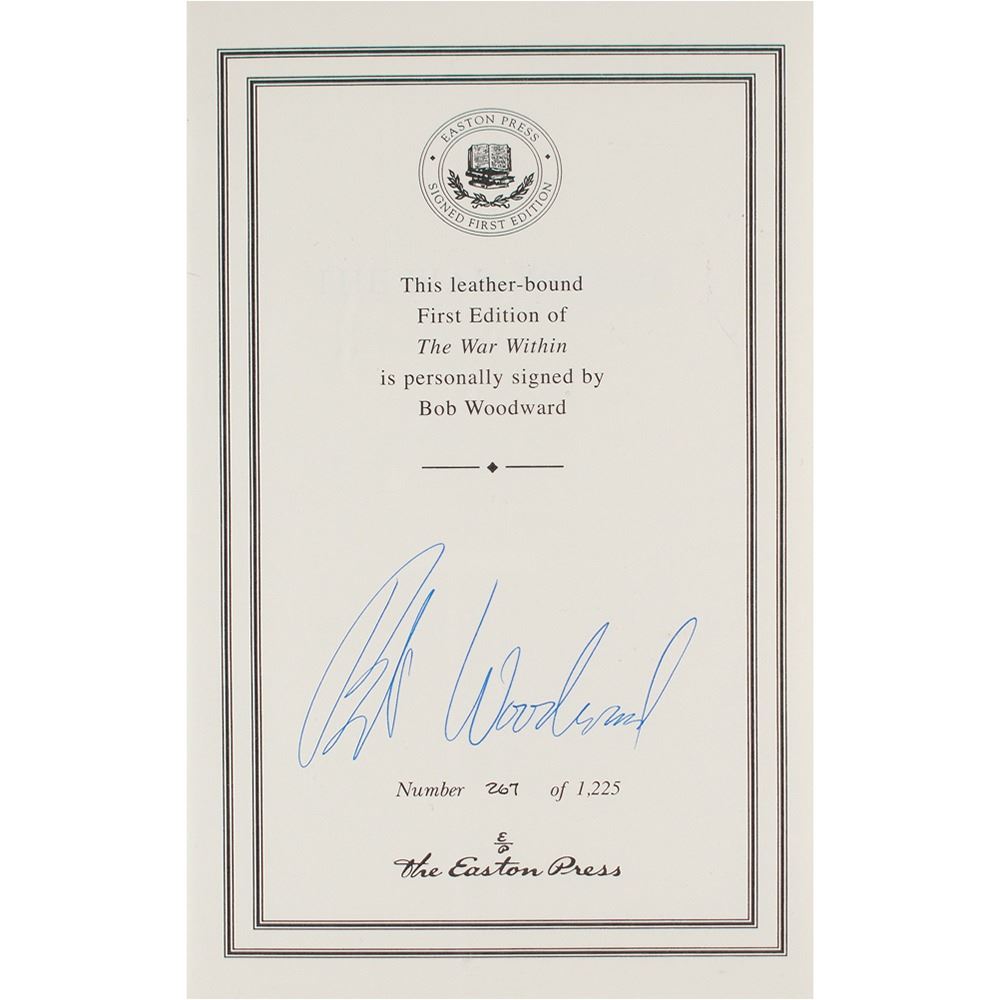 EASTON PRESS
SIGNED FIRST EDITION
This leather-bound
First Edition of
The War Within
is personally signed by
Bob Woodward
Bob Woodward
Number 267 of 1,225
E
P
The Easton Press